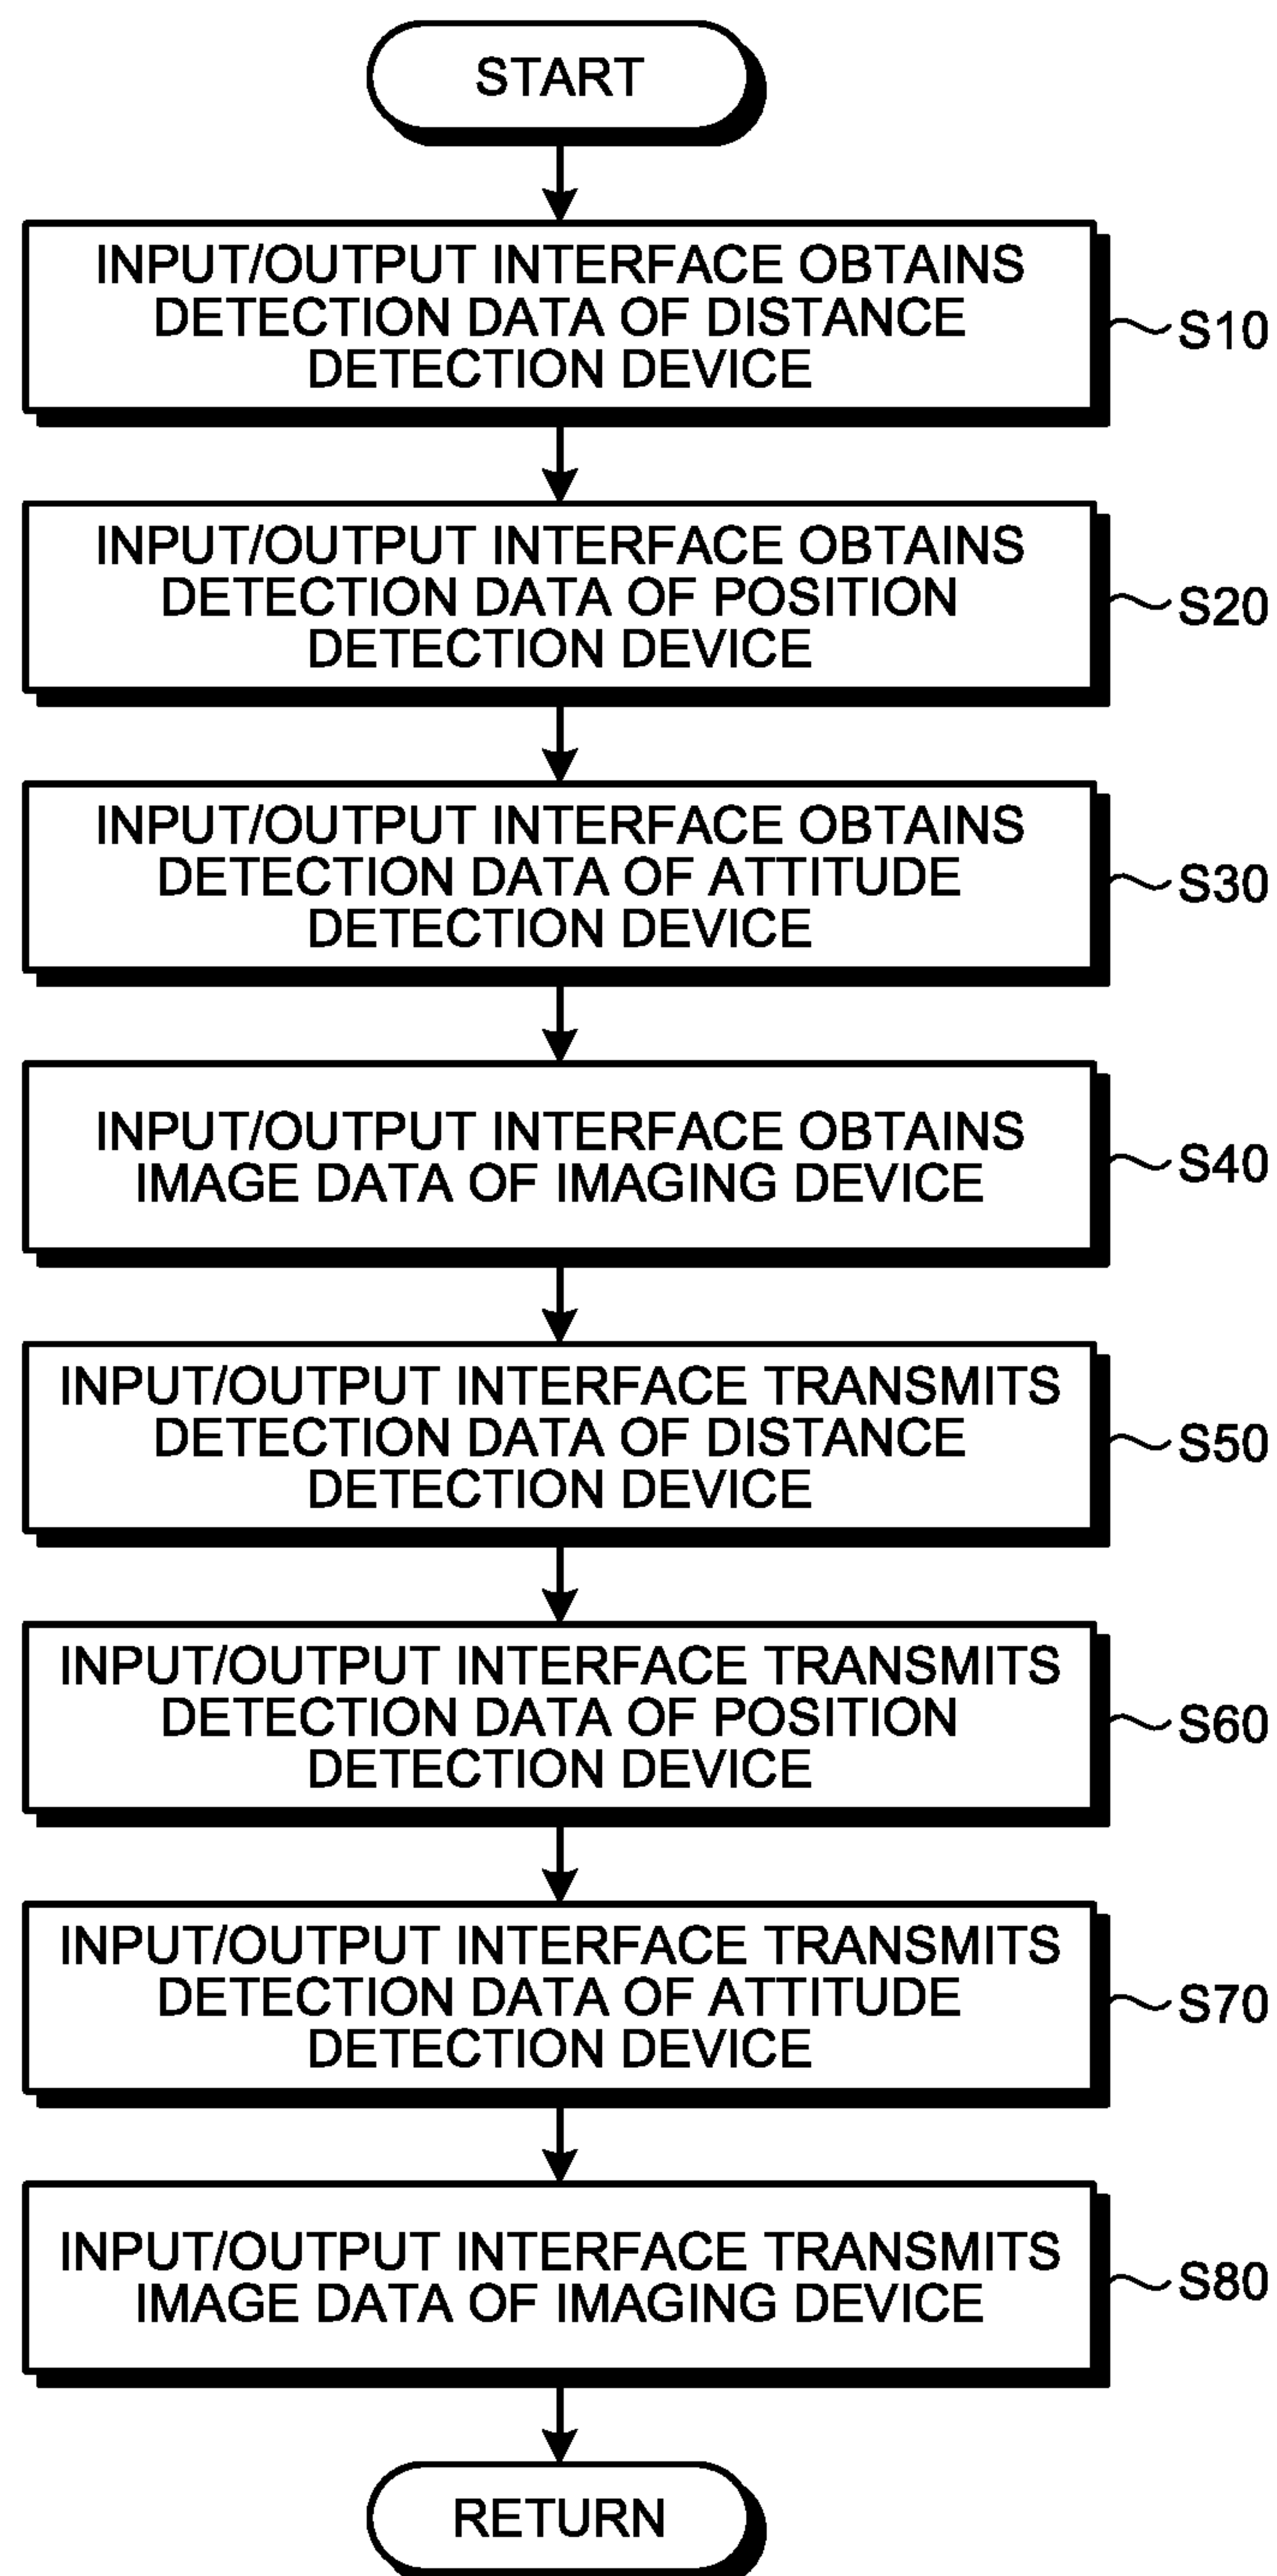 START
INPUT/OUTPUT INTERFACE OBTAINS
DETECTION DATA OF DISTANCE
DETECTION DEVICE
S10
INPUT/OUTPUT INTERFACE OBTAINS
DETECTION DATA OF POSITION
DETECTION DEVICE
S20
INPUT/OUTPUT INTERFACE OBTAINS
DETECTION DATA OF ATTITUDE
DETECTION DEVICE
S30
INPUT/OUTPUT INTERFACE OBTAINS
IMAGE DATA OF IMAGING DEVICE
S40
INPUT/OUTPUT INTERFACE TRANSMITS
DETECTION DATA OF DISTANCE
DETECTION DEVICE
S50
INPUT/OUTPUT INTERFACE TRANSMITS
DETECTION DATA OF POSITION
DETECTION DEVICE
S60
INPUT/OUTPUT INTERFACE TRANSMITS
DETECTION DATA OF ATTITUDE
DETECTION DEVICE
S70
INPUT/OUTPUT INTERFACE TRANSMITS
IMAGE DATA OF IMAGING DEVICE
S80
RETURN